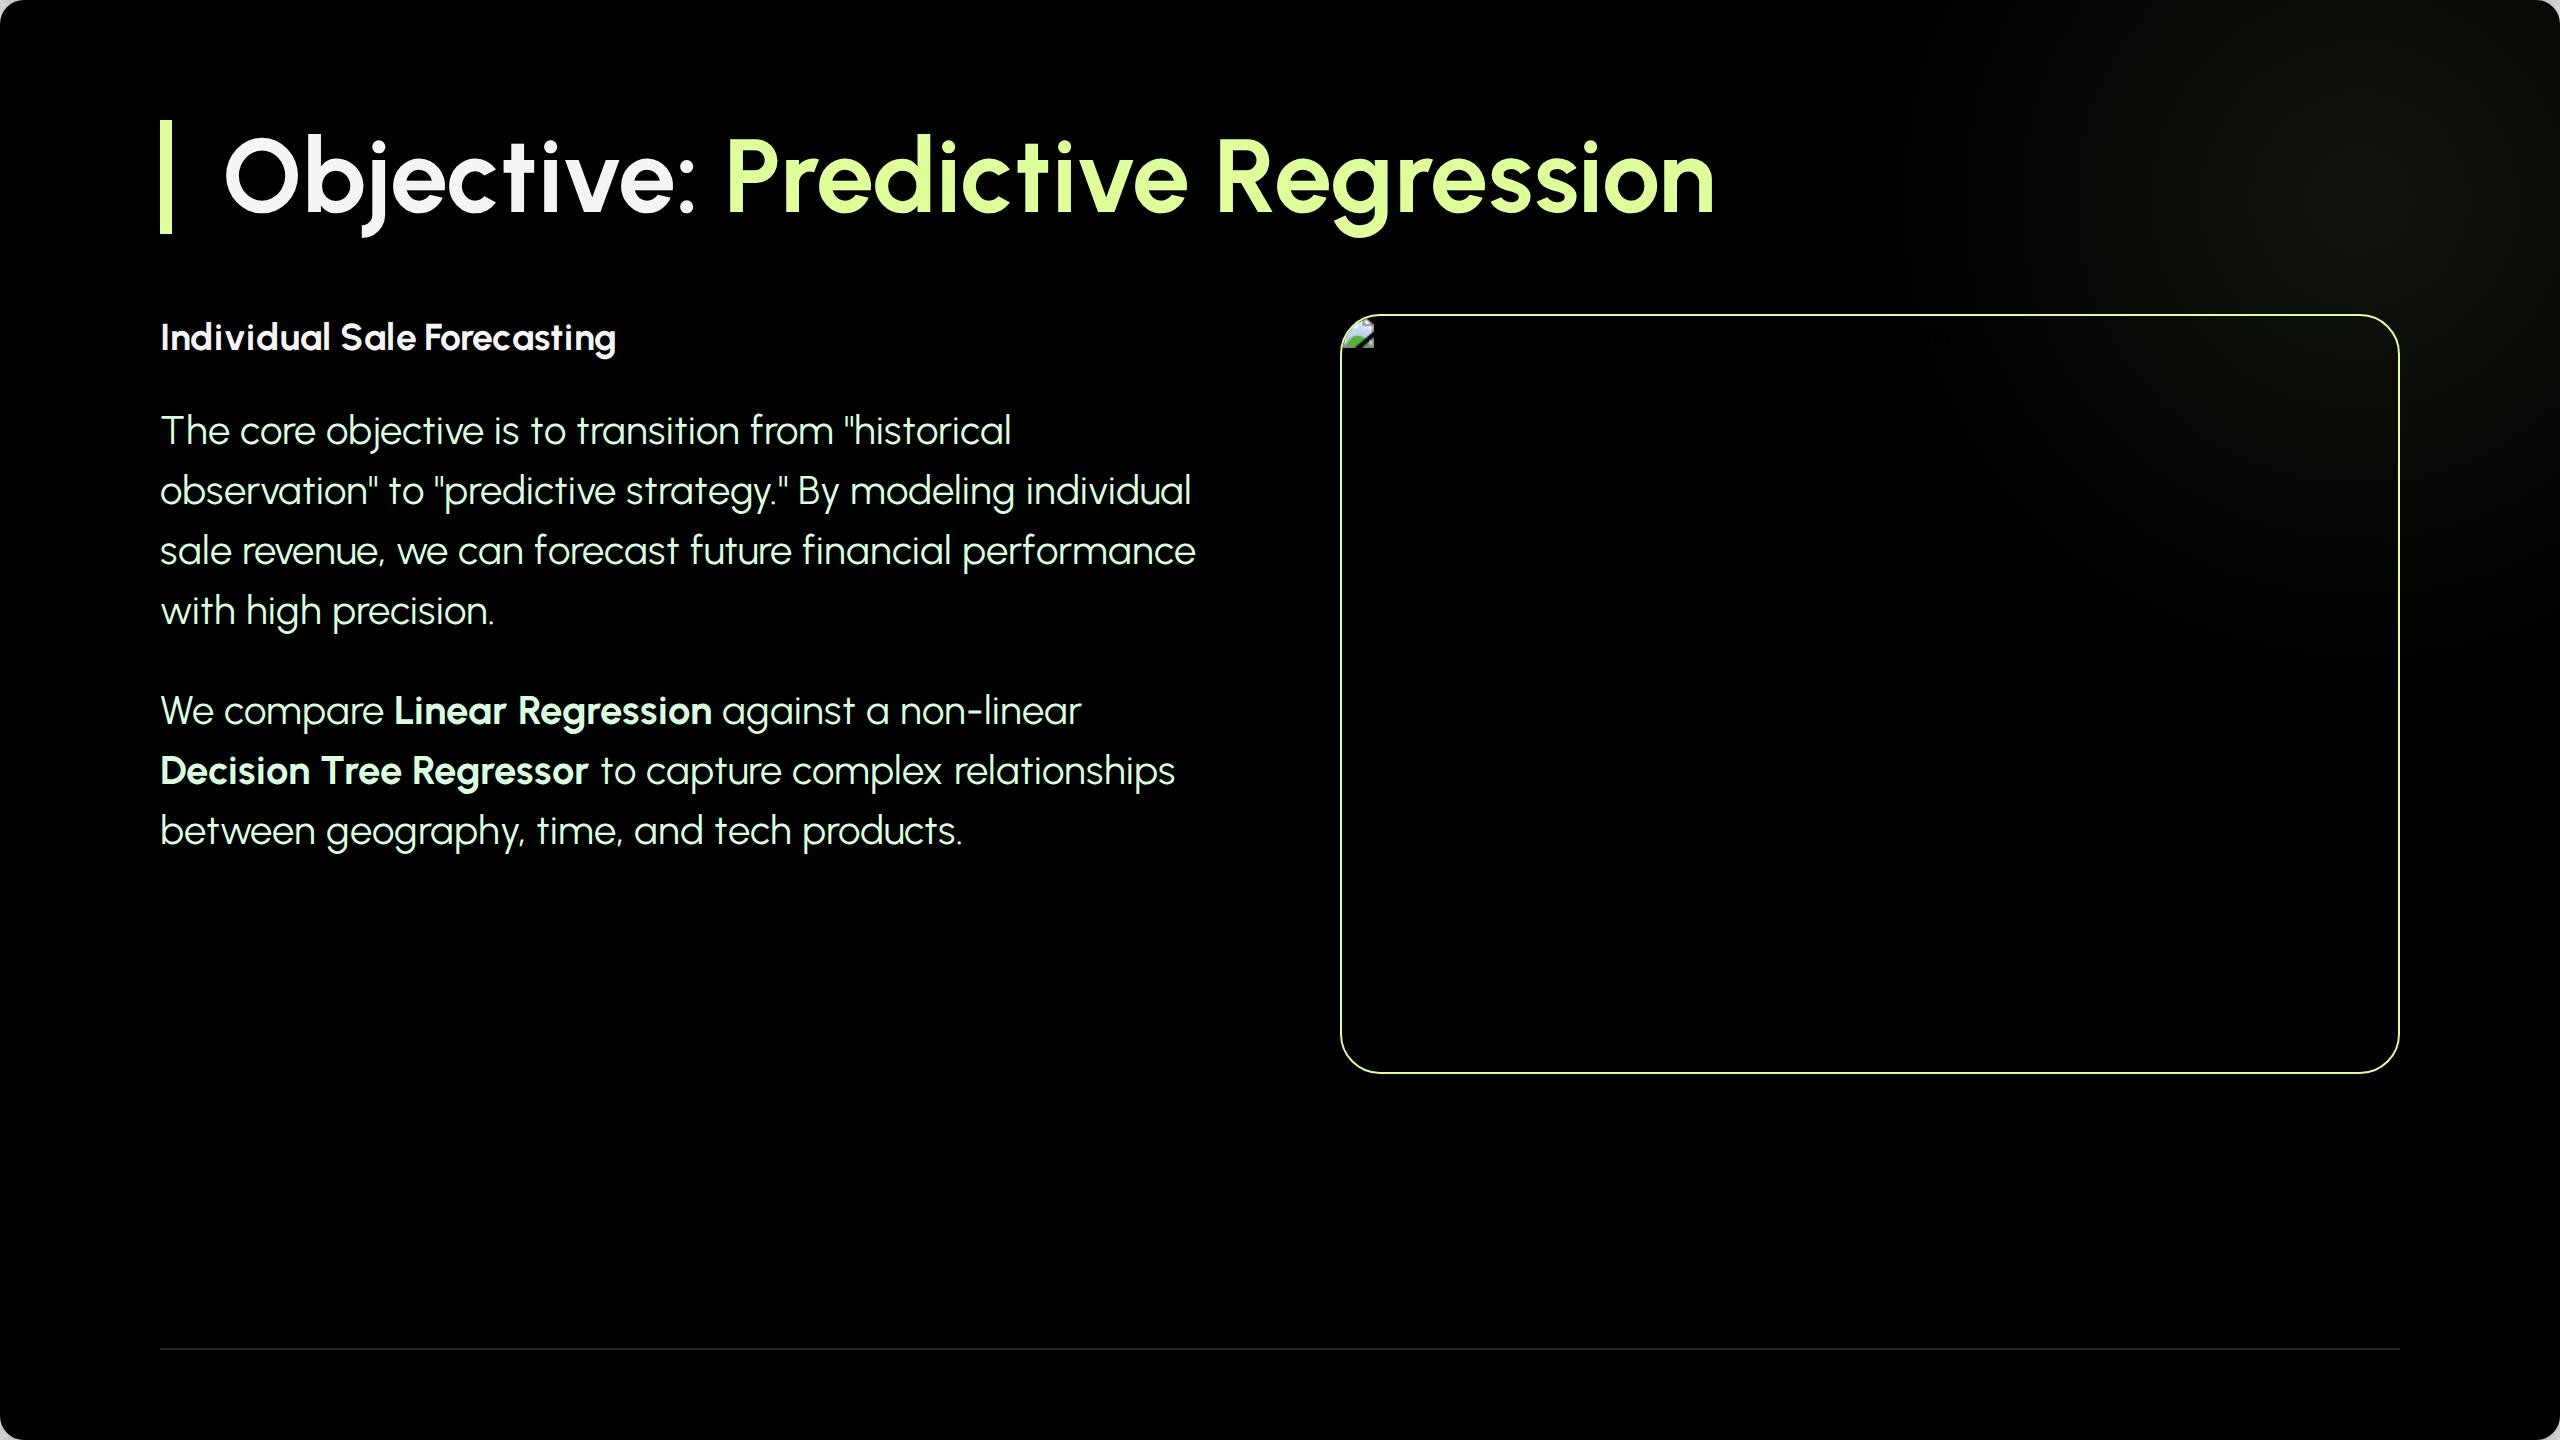 Objective: Predictive Regression
Individual Sale Forecasting
The core objective is to transition from "historical
observation" to "predictive strategy." By modeling individual
sale revenue, we can forecast future financial performance
with high precision.
We compare Linear Regression against a non-linear
Decision Tree Regressor to capture complex relationships
between geography, time, and tech products.